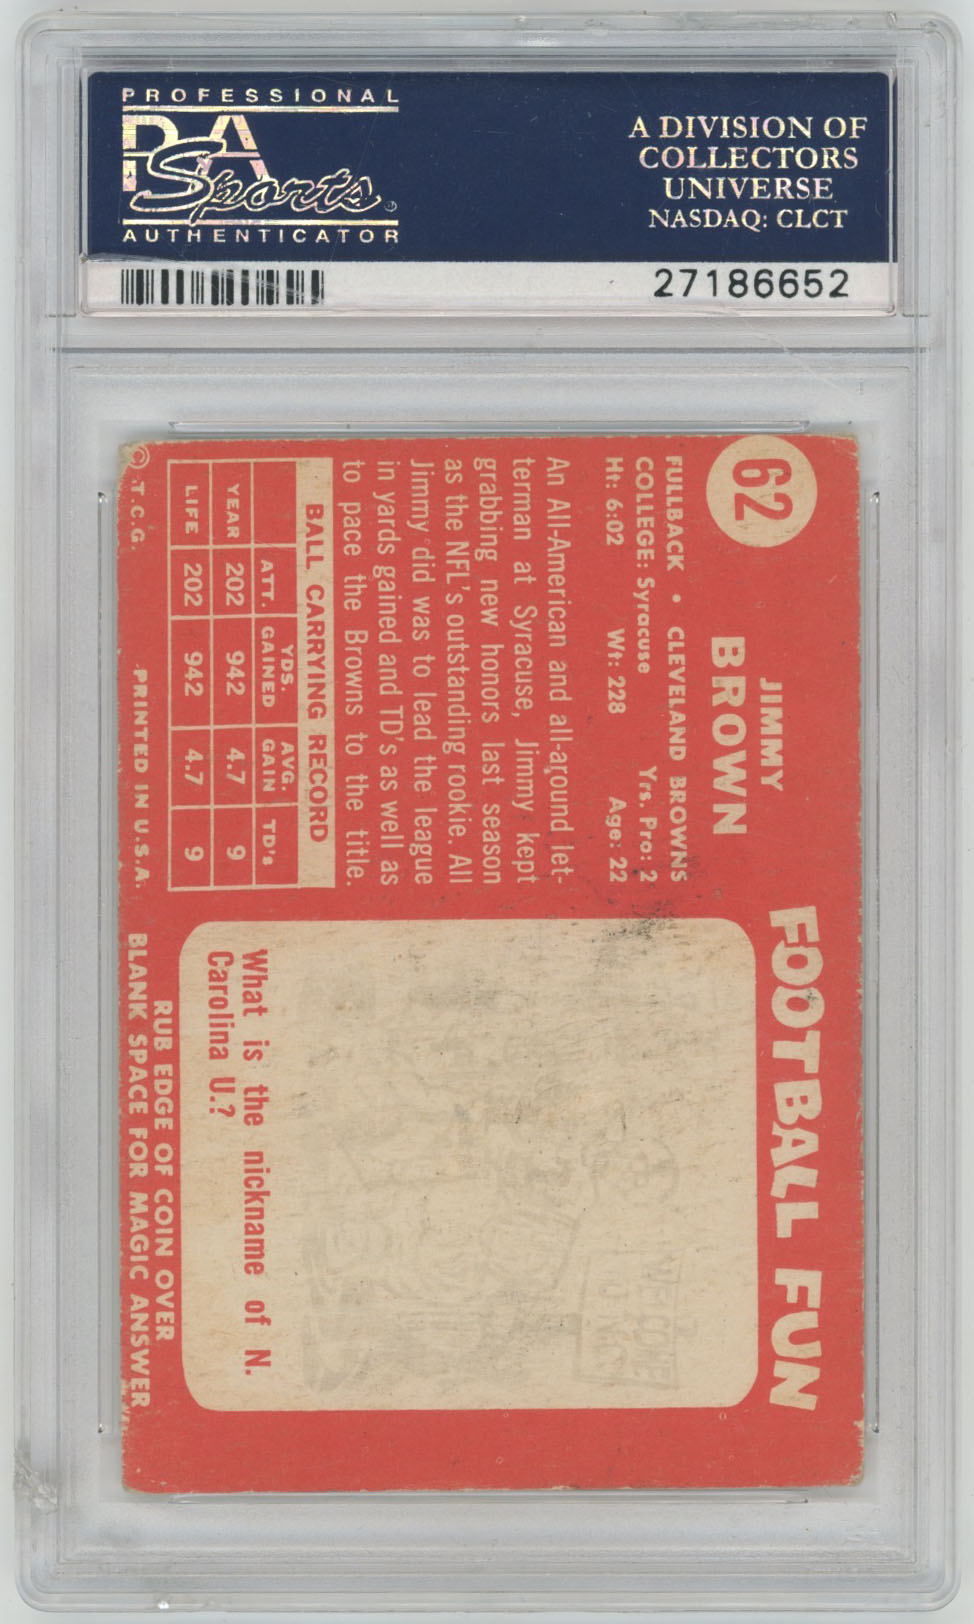 PROFESSIONAL
PSA
Sports
AUTHENTICATOR
A DIVISION OF
COLLECTORS
UNIVERSE
NASDAQ: CLCT
27186652
62
JIMMY
BROWN
FULLBACK • CLEVELAND BROWNS
COLLEGE: Syracuse Yrs. Pro: 2
Ht: 6:02 Wt: 228 Age: 22
An All-American and all-around let-
terman at Syracuse, Jimmy kept
grabbing new honors last season
as the NFL's outstanding rookie. All
Jimmy did was to lead the league
in yards gained and TD's as well as
to pace the Browns to the title.
BALL CARRYING RECORD
ATT. YDS. GAINED AVG. GAIN TD's
YEAR 202 942 4.7 9
LIFE 202 942 4.7 9
© T.C.G. PRINTED IN U.S.A.
FOOTBALL FUN
WELCOME
What is the nickname of N.
Carolina U.?
RUB EDGE OF COIN OVER
BLANK SPACE FOR MAGIC ANSWER